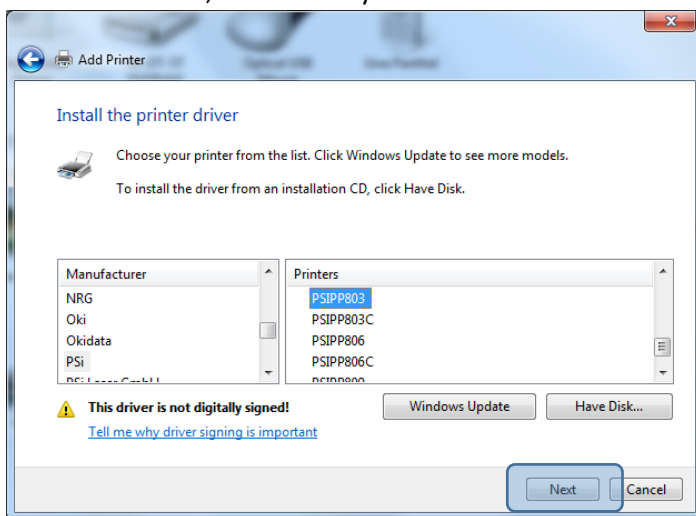 Add Printer
Install the printer driver
Choose your printer from the list. Click Windows Update to see more models.
To install the driver from an installation CD, click Have Disk.
Manufacturer
NRG
Oki
Okidata
PSi
Printers
PSIPP803
PSIPP803C
PSIPP806
PSIPP806C
This driver is not digitally signed!
Tell me why driver signing is important
Windows Update
Have Disk...
Next
Cancel